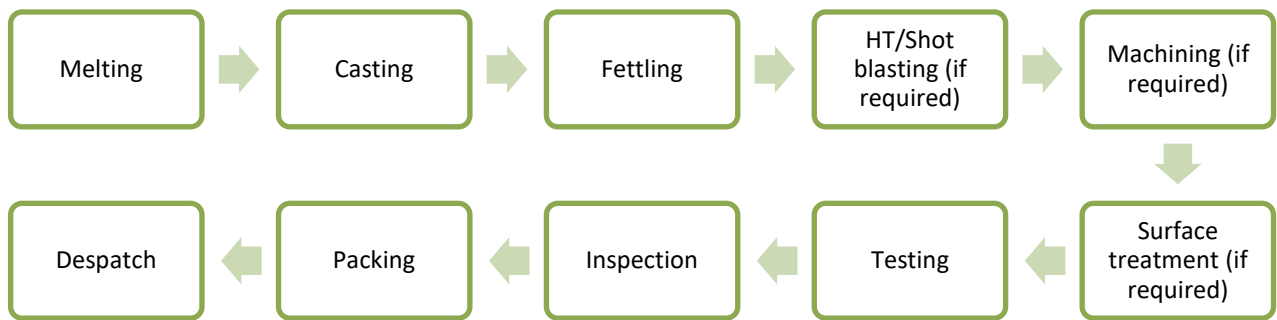 Melting
Casting
Fettling
HT/Shot
blasting (if
required)
Machining (if
required)
Surface
treatment (if
required)
Testing
Inspection
Packing
Despatch